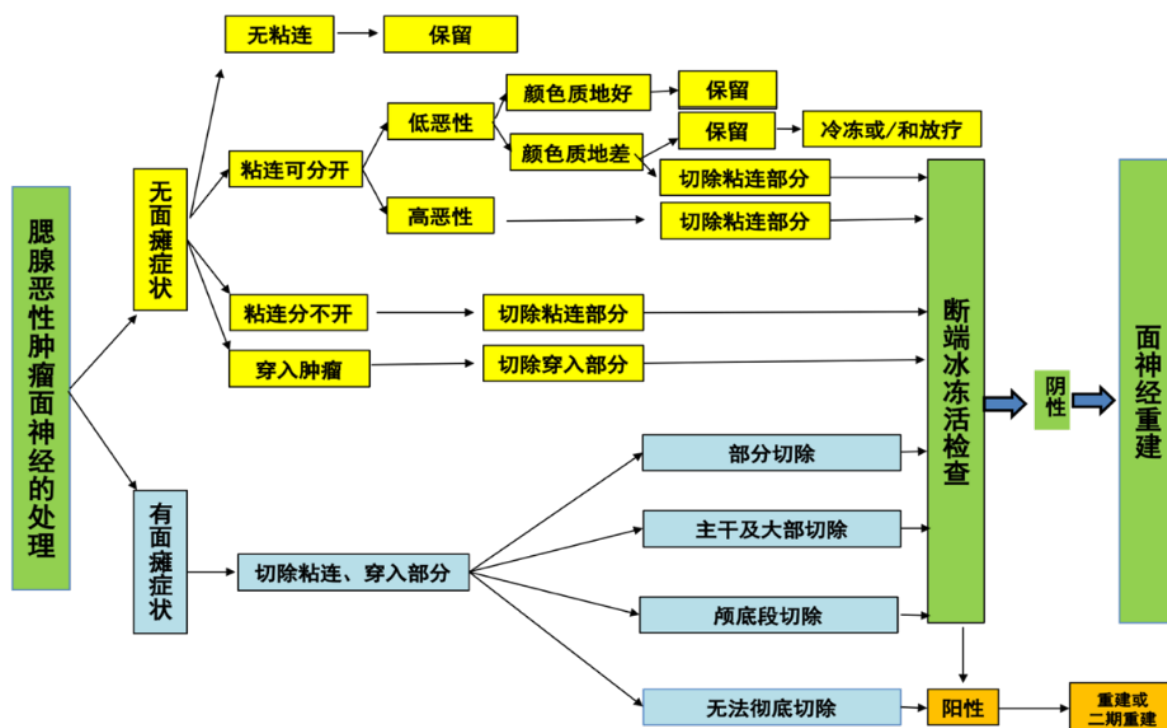 腮腺恶性肿瘤面神经的处理
无面瘫症状
无粘连
保留
粘连可分开
低恶性
颜色质地好
保留
颜色质地差
保留
冷冻或/和放疗
切除粘连部分
高恶性
切除粘连部分
粘连分不开
切除粘连部分
穿入肿瘤
切除穿入部分
有面瘫症状
切除粘连、穿入部分
部分切除
主干及大部切除
颅底段切除
无法彻底切除
断端冰冻活检查
阴性
面神经重建
阳性
重建或
二期重建